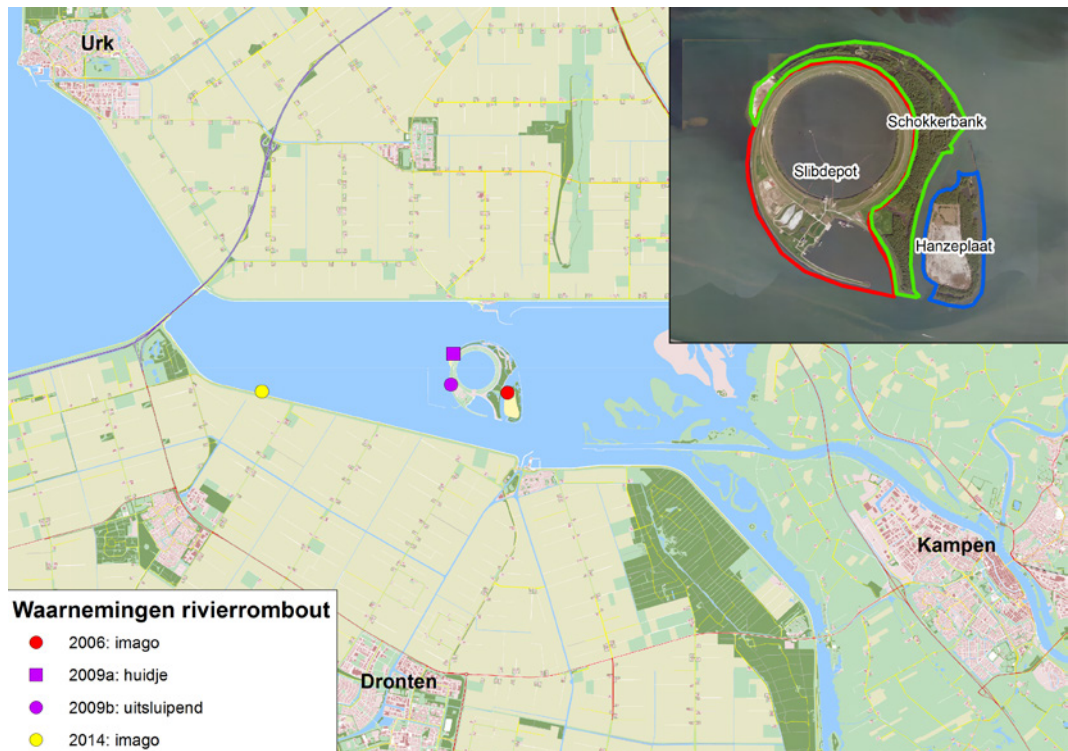 Urk
Schokkerbank
Slibdepot
Hanzeplaat
Kampen
Dronten
Waarnemingen rivierrombout
2006: imago
2009a: huidje
2009b: uitsluipend
2014: imago